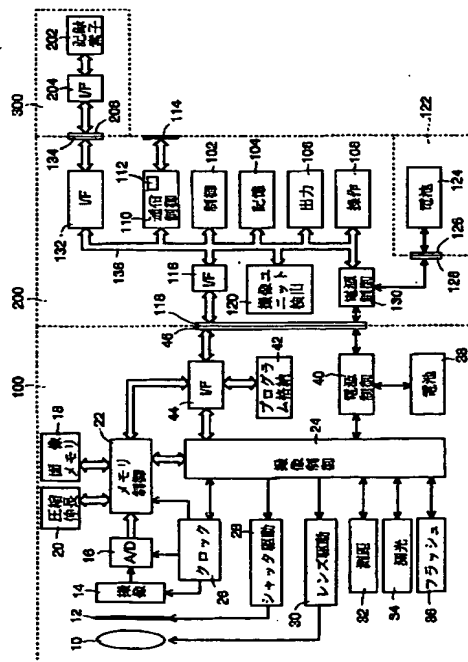 300
202
記録素子
204
I/F
134
206
200
132
I/F
136
114
112
110
通信制御
102
制御
104
記憶
106
出力
108
操作
116
I/F
120
撮像ユニット検出
118
46
130
電源制御
122
124
電池
126
128
100
18
画像メモリ
20
圧縮伸長
22
メモリ制御
16
A/D
14
撮像
12
10
44
I/F
42
プログラム格納
40
電源制御
38
電池
24
撮像制御
26
クロック
28
シャッタ駆動
30
レンズ駆動
32
測距
34
測光
36
フラッシュ